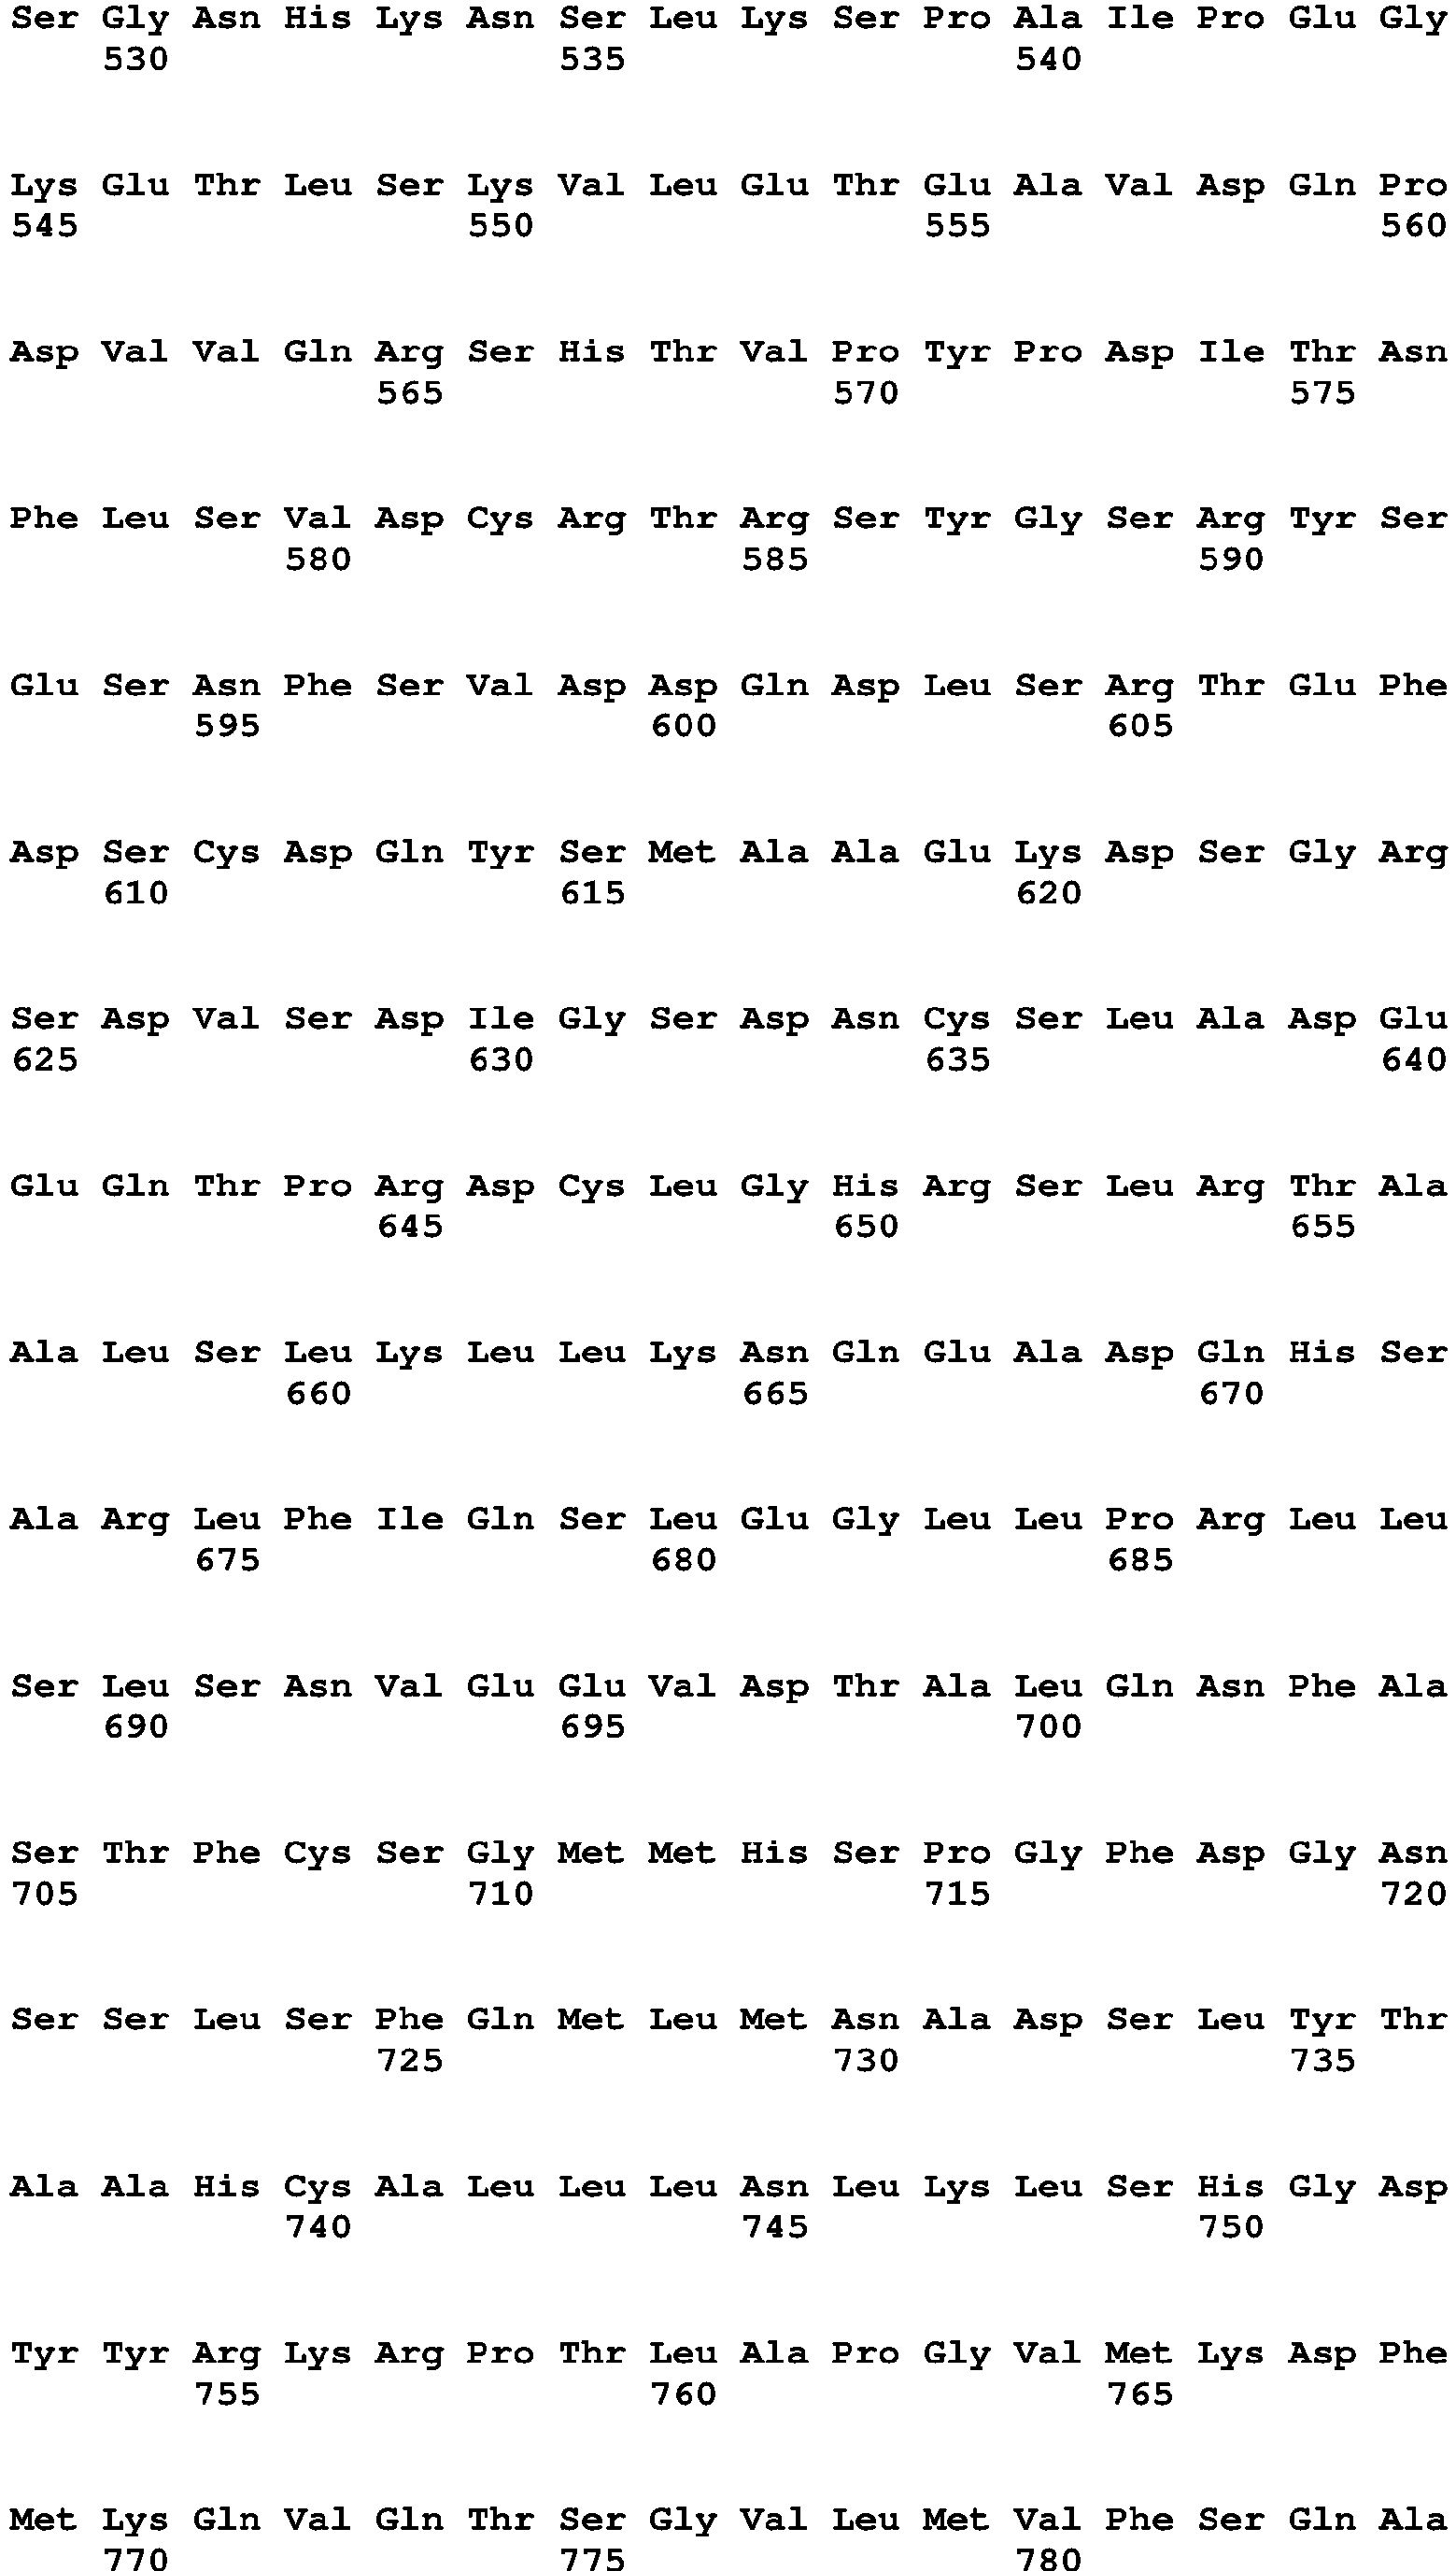 Ser Gly Asn His Lys Asn Ser Leu Lys Ser Pro Ala Ile Pro Glu Gly
530 535 540
Lys Glu Thr Leu Ser Lys Val Leu Glu Thr Glu Ala Val Asp Gln Pro
545 550 555 560
Asp Val Val Gln Arg Ser His Thr Val Pro Tyr Pro Asp Ile Thr Asn
565 570 575
Phe Leu Ser Val Asp Cys Arg Thr Arg Ser Tyr Gly Ser Arg Tyr Ser
580 585 590
Glu Ser Asn Phe Ser Val Asp Asp Gln Asp Leu Ser Arg Thr Glu Phe
595 600 605
Asp Ser Cys Asp Gln Tyr Ser Met Ala Ala Glu Lys Asp Ser Gly Arg
610 615 620
Ser Asp Val Ser Asp Ile Gly Ser Asp Asn Cys Ser Leu Ala Asp Glu
625 630 635 640
Glu Gln Thr Pro Arg Asp Cys Leu Gly His Arg Ser Leu Arg Thr Ala
645 650 655
Ala Leu Ser Leu Lys Leu Leu Lys Asn Gln Glu Ala Asp Gln His Ser
660 665 670
Ala Arg Leu Phe Ile Gln Ser Leu Glu Gly Leu Leu Pro Arg Leu Leu
675 680 685
Ser Leu Ser Asn Val Glu Glu Val Asp Thr Ala Leu Gln Asn Phe Ala
690 695 700
Ser Thr Phe Cys Ser Gly Met Met His Ser Pro Gly Phe Asp Gly Asn
705 710 715 720
Ser Ser Leu Ser Phe Gln Met Leu Met Asn Ala Asp Ser Leu Tyr Thr
725 730 735
Ala Ala His Cys Ala Leu Leu Leu Asn Leu Lys Leu Ser His Gly Asp
740 745 750
Tyr Tyr Arg Lys Arg Pro Thr Leu Ala Pro Gly Val Met Lys Asp Phe
755 760 765
Met Lys Gln Val Gln Thr Ser Gly Val Leu Met Val Phe Ser Gln Ala
770 775 780